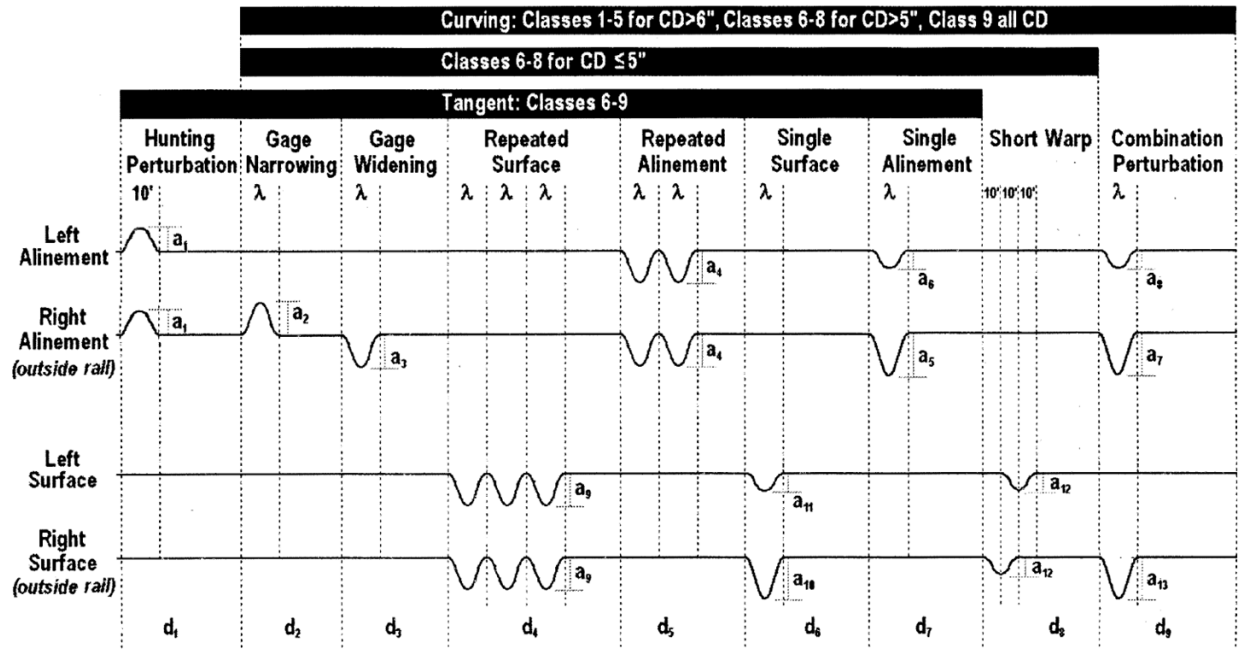 Curving: Classes 1-5 for CD>6", Classes 6-8 for CD>5", Class 9 all CD
Classes 6-8 for CD ≤5"
Tangent: Classes 6-9
Hunting Perturbation
Gage Narrowing
Gage Widening
Repeated Surface
Repeated Alinement
Single Surface
Single Alinement
Short Warp
Combination Perturbation
10' λ λ λ λ λ λ λ λ λ 10' 10' 10' λ
Left Alinement
a₁ a₄ a₆ a₈
Right Alinement (outside rail)
a₁ a₂ a₃ a₄ a₅ a₇
Left Surface
a₉ a₁₁ a₁₂
Right Surface (outside rail)
a₉ a₁₀ a₁₂ a₁₃
d₁ d₂ d₃ d₄ d₅ d₆ d₇ d₈ d₉